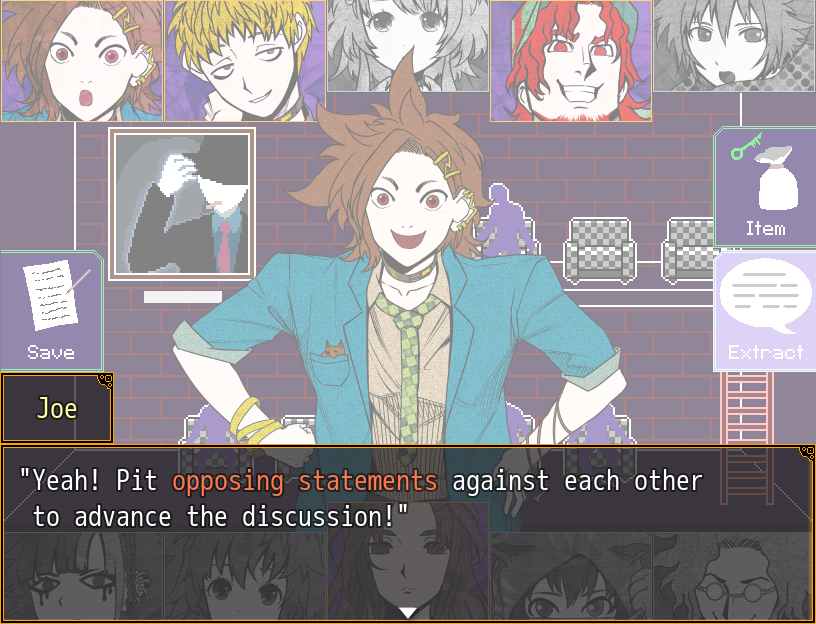 Item
Save
Extract
Joe
"Yeah! Pit opposing statements against each other
to advance the discussion!"